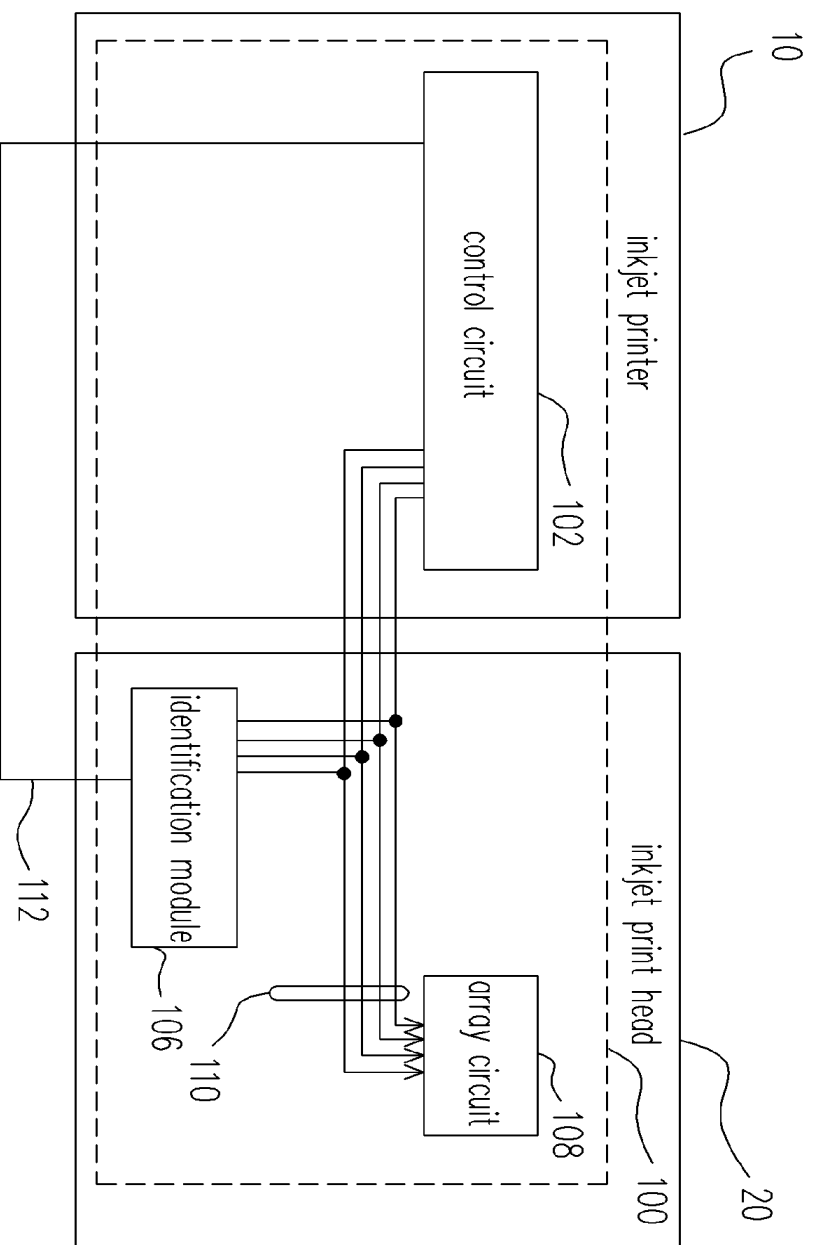 10
inkjet printer
control circuit
102
inkjet print head
20
100
array circuit
108
identification module
106
110
112